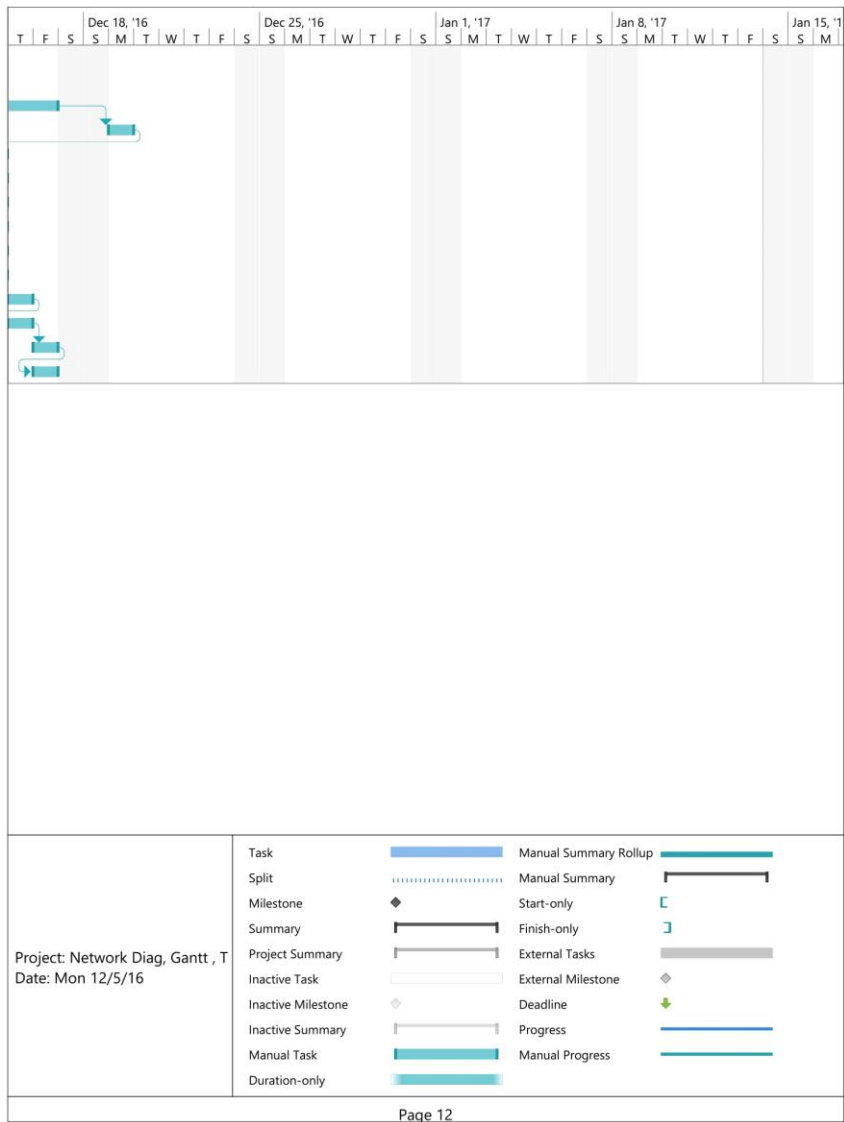 Dec 18, '16 Dec 25, '16 Jan 1, '17 Jan 8, '17 Jan 15, '1
T F S S M T W T F S S M T W T F S S M T W T F S S M T W T F S S M
Task Manual Summary Rollup
Split Manual Summary
Milestone Start-only
Summary Finish-only
Project: Network Diag, Gantt , T Project Summary External Tasks
Date: Mon 12/5/16 Inactive Task External Milestone
Inactive Milestone Deadline
Inactive Summary Progress
Manual Task Manual Progress
Duration-only
Page 12